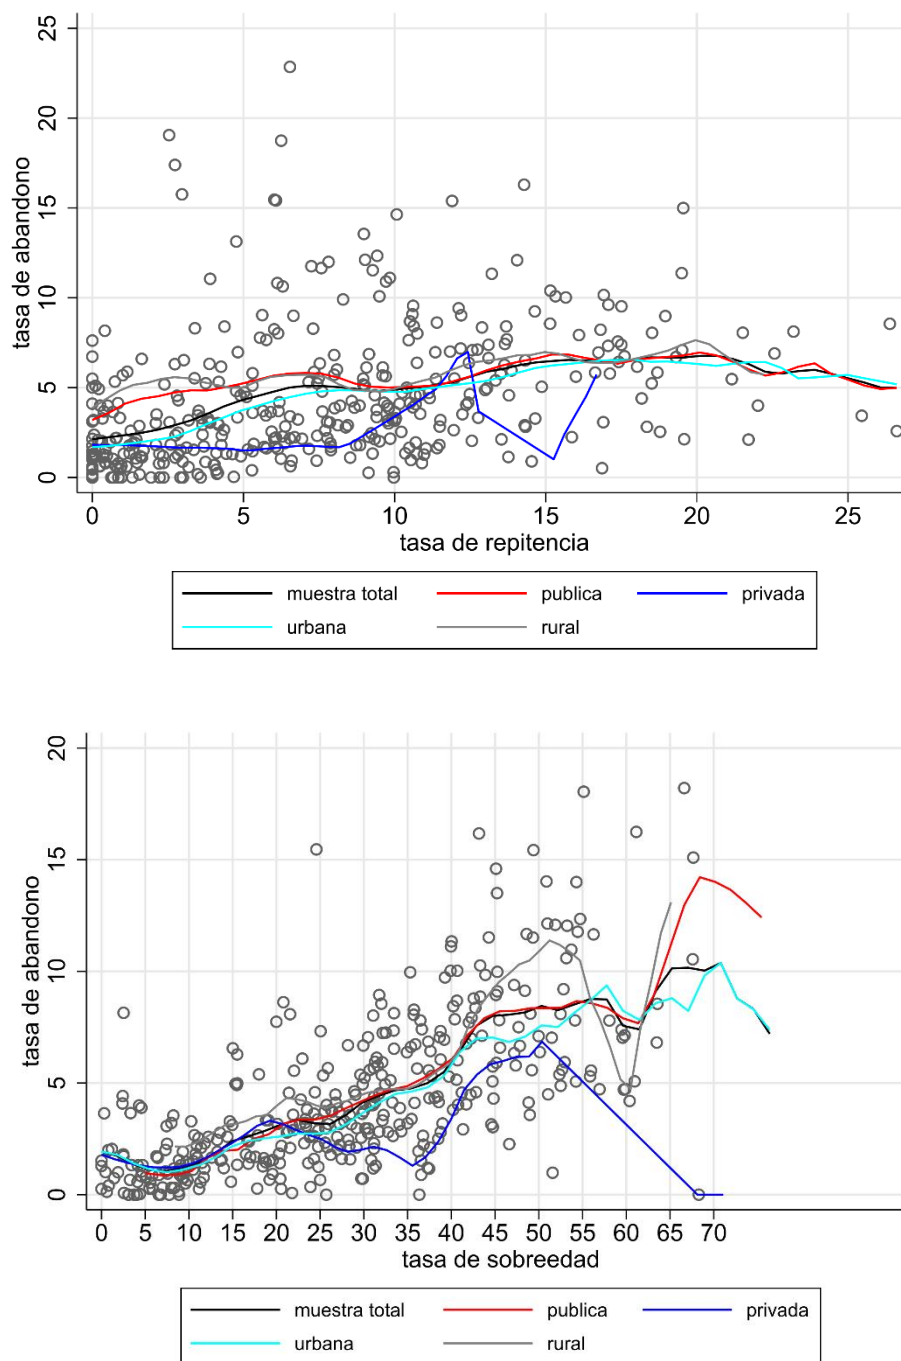 25
20
15
10
5
0
tasa de abandono
0 5 10 15 20 25
tasa de repitencia
muestra total publica privada
urbana rural
20
15
10
5
0
tasa de abandono
0 5 10 15 20 25 30 35 40 45 50 55 60 65 70
tasa de sobreedad
muestra total publica privada
urbana rural